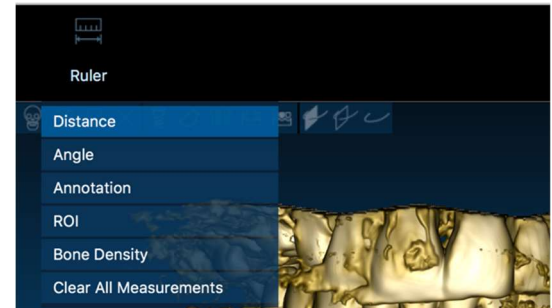 Ruler
Distance
Angle
Annotation
ROI
Bone Density
Clear All Measurements